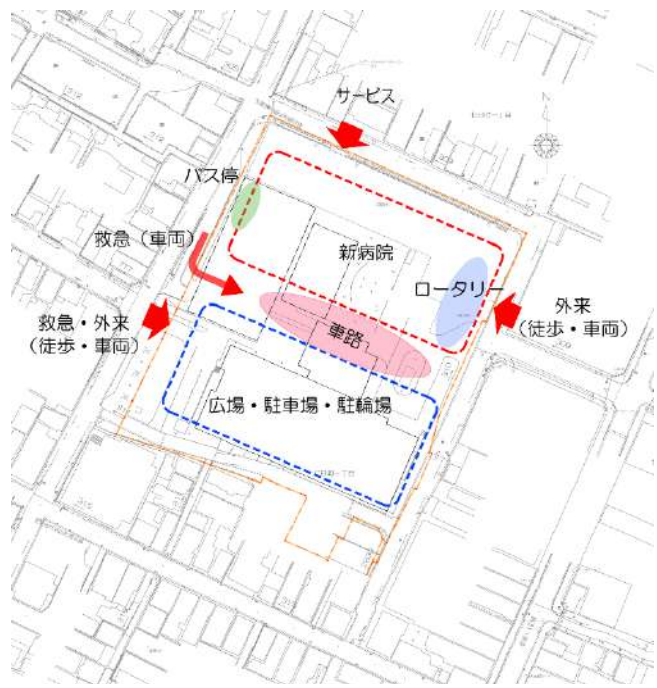 サービス
バス停
救急（車両）
新病院
ロータリー
救急・外来
（徒歩・車両）
外来
（徒歩・車両）
車路
広場・駐車場・駐輪場